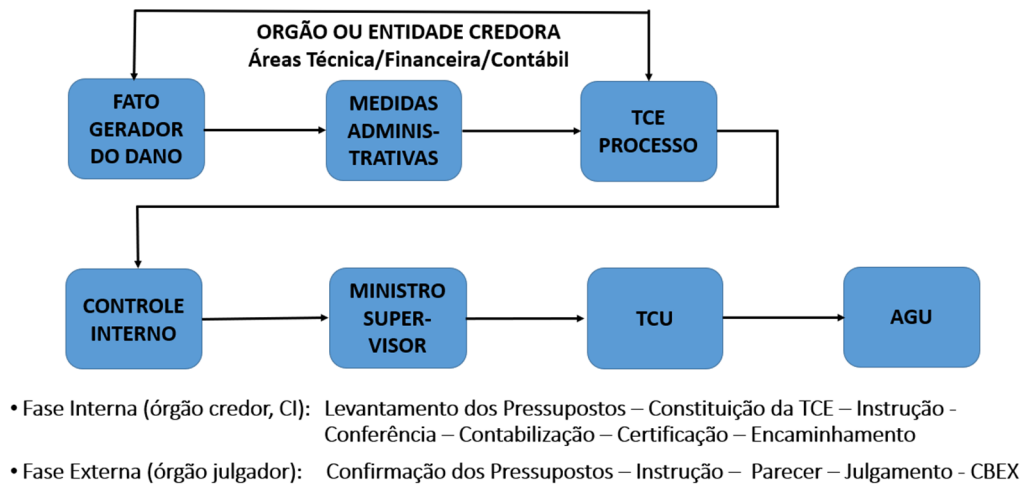 ORGÃO OU ENTIDADE CREDORA
Áreas Técnica/Financeira/Contábil
FATO
GERADOR
DO DANO
MEDIDAS
ADMINIS-
TRATIVAS
TCE
PROCESSO
CONTROLE
INTERNO
MINISTRO
SUPER-
VISOR
TCU
AGU
• Fase Interna (órgão credor, CI): Levantamento dos Pressupostos – Constituição da TCE – Instrução -
Conferência – Contabilização – Certificação – Encaminhamento
• Fase Externa (órgão julgador): Confirmação dos Pressupostos – Instrução – Parecer – Julgamento - CBEX